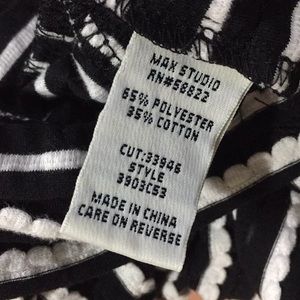 MAX STUDIO
RN#58822
65% POLYESTER
35% COTTON
CUT:33946
STYLE
3903C53
MADE IN CHINA
CARE ON REVERSE